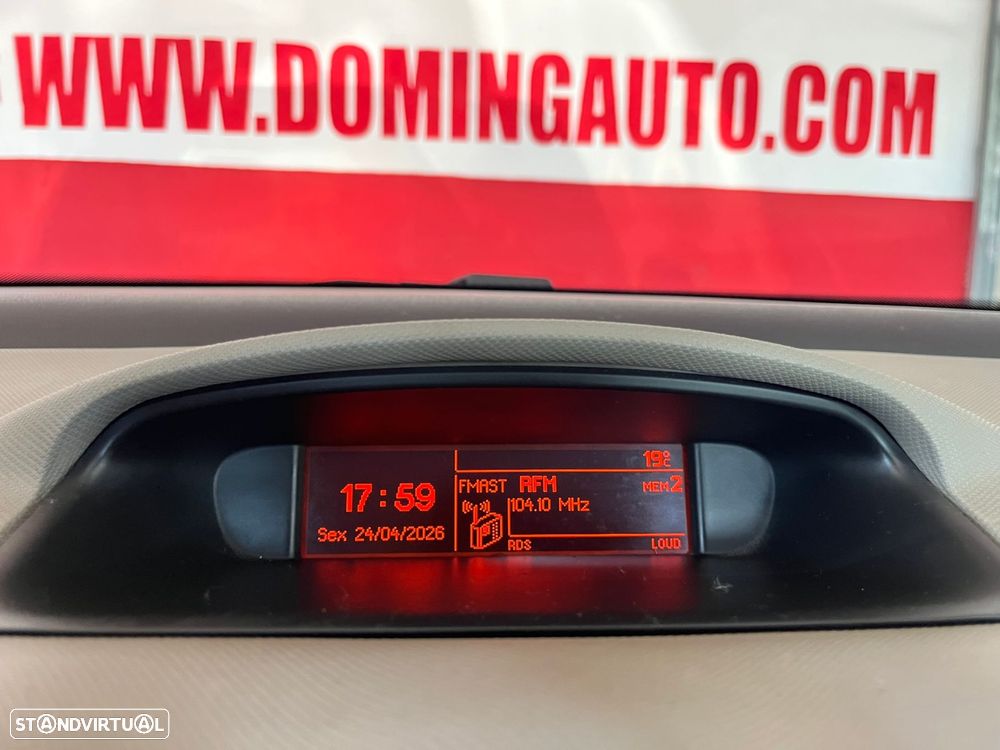 WWW.DOMINGAUTO.COM
19°C
17:59
FMAST RFM MEM2
104.10 MHz
Sex 24/04/2026
RDS LOUD
STANDVIRTUAL